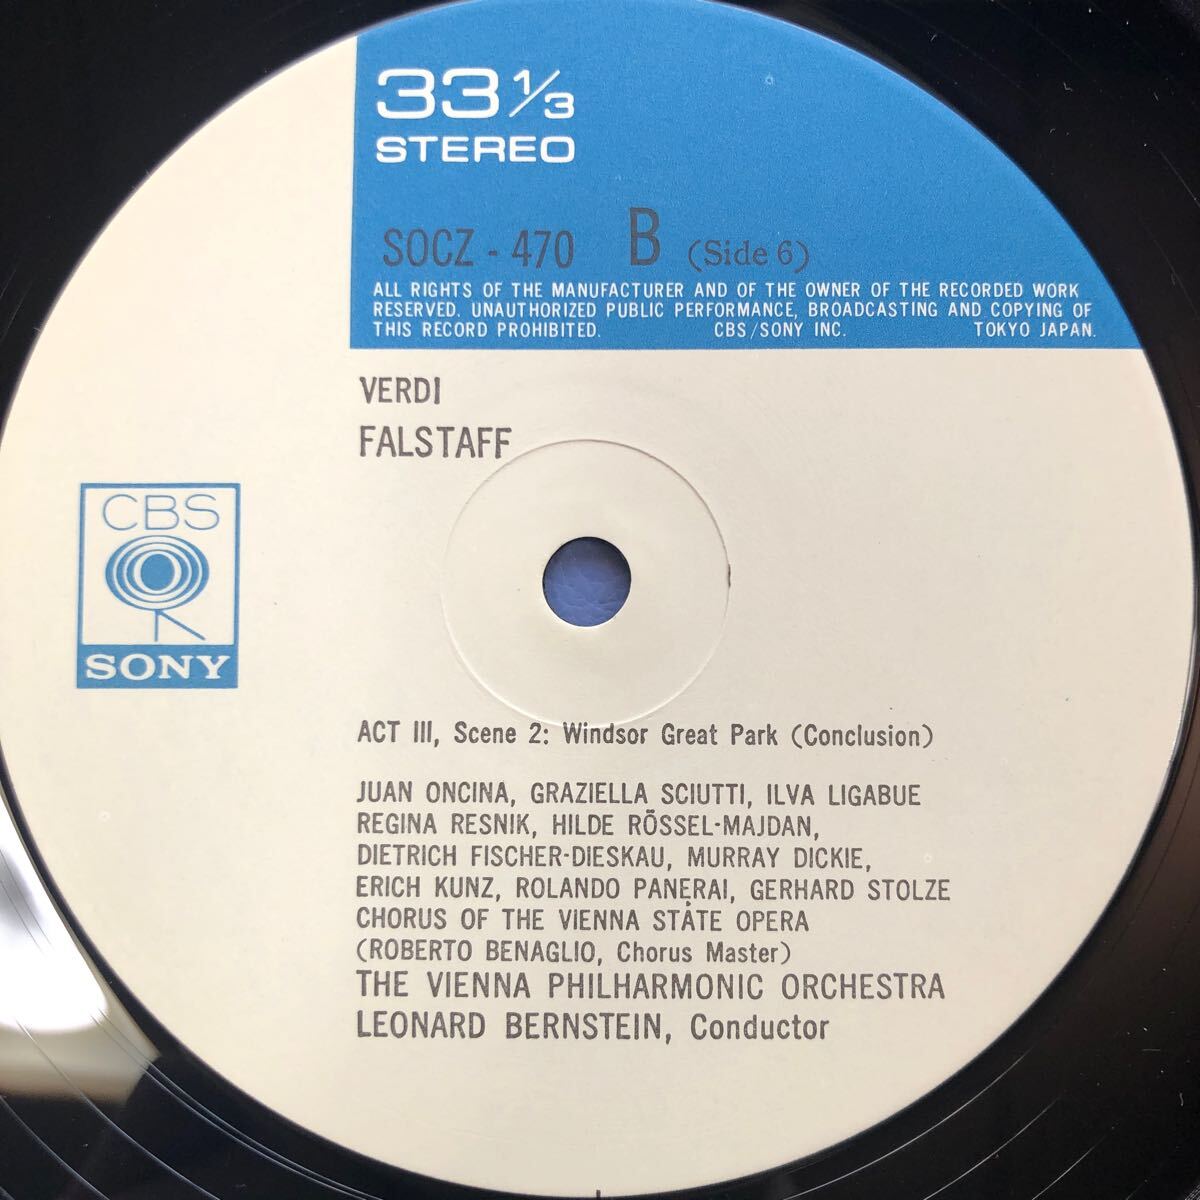 33 1/3
STEREO
SOCZ - 470 B (Side 6)
ALL RIGHTS OF THE MANUFACTURER AND OF THE OWNER OF THE RECORDED WORK
RESERVED. UNAUTHORIZED PUBLIC PERFORMANCE, BROADCASTING AND COPYING OF
THIS RECORD PROHIBITED. CBS/SONY INC. TOKYO JAPAN.
VERDI
FALSTAFF
CBS
SONY
ACT III, Scene 2: Windsor Great Park (Conclusion)
JUAN ONCINA, GRAZIELLA SCIUTTI, ILVA LIGABUE
REGINA RESNIK, HILDE RÖSSEL-MAJDAN,
DIETRICH FISCHER-DIESKAU, MURRAY DICKIE,
ERICH KUNZ, ROLANDO PANERAI, GERHARD STOLZE
CHORUS OF THE VIENNA STATE OPERA
(ROBERTO BENAGLIO, Chorus Master)
THE VIENNA PHILHARMONIC ORCHESTRA
LEONARD BERNSTEIN, Conductor